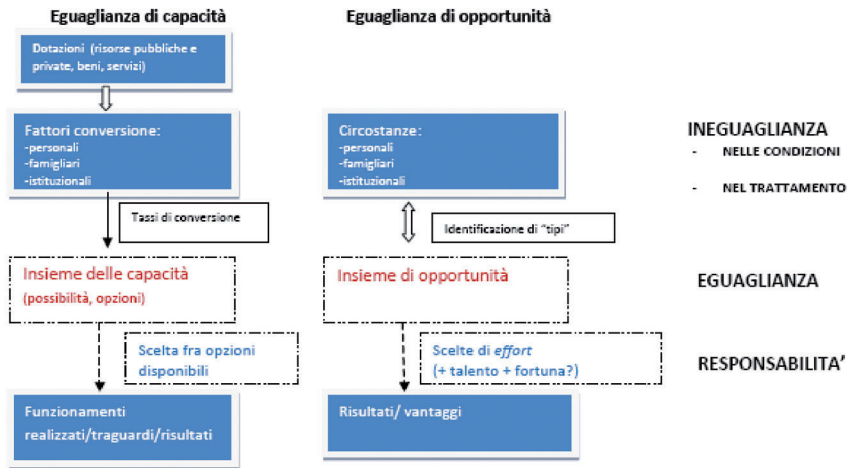 Eguaglianza di capacità
Eguaglianza di opportunità
Dotazioni (risorse pubbliche e
private, beni, servizi)
Fattori conversione:
-personali
-famigliari
-istituzionali
Circostanze:
-personali
-famigliari
-istituzionali
INEGUAGLIANZA
- NELLE CONDIZIONI
- NEL TRATTAMENTO
Tassi di conversione
Identificazione di "tipi"
Insieme delle capacità
(possibilità, opzioni)
Insieme di opportunità
EGUAGLIANZA
Scelta fra opzioni
disponibili
Scelte di effort
(+ talento + fortuna?)
RESPONSABILITA'
Funzionamenti
realizzati/traguardi/risultati
Risultati/ vantaggi